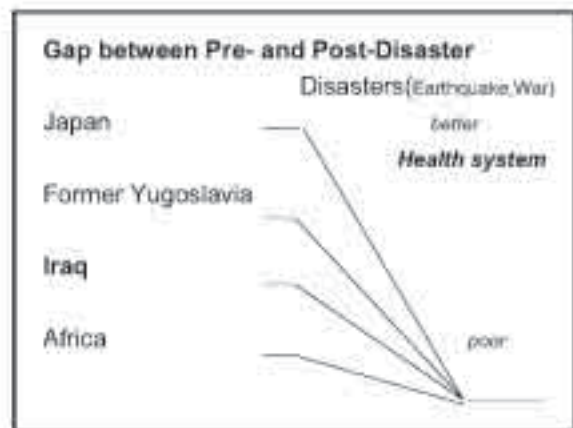 Gap between Pre- and Post-Disaster
Disasters(Earthquake,War)
Japan
better
Health system
Former Yugoslavia
Iraq
Africa
poor